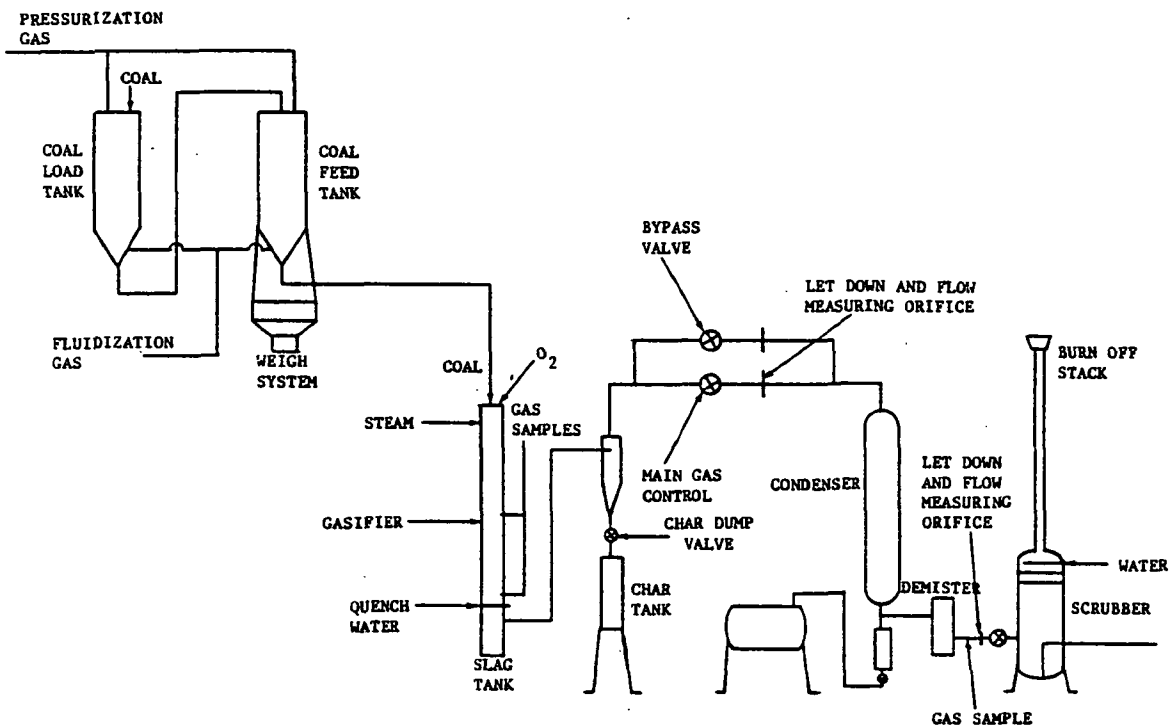 PRESSURIZATION
GAS
COAL
COAL
LOAD
TANK
COAL
FEED
TANK
FLUIDIZATION
GAS
WEIGH
SYSTEM
BYPASS
VALVE
LET DOWN AND FLOW
MEASURING ORIFICE
BURN OFF
STACK
COAL
O2
GAS
SAMPLES
STEAM
GASIFIER
QUENCH
WATER
SLAG
TANK
MAIN GAS
CONTROL
CHAR DUMP
VALVE
CHAR
TANK
CONDENSER
LET DOWN
AND FLOW
MEASURING
ORIFICE
DEMISTER
WATER
SCRUBBER
GAS SAMPLE